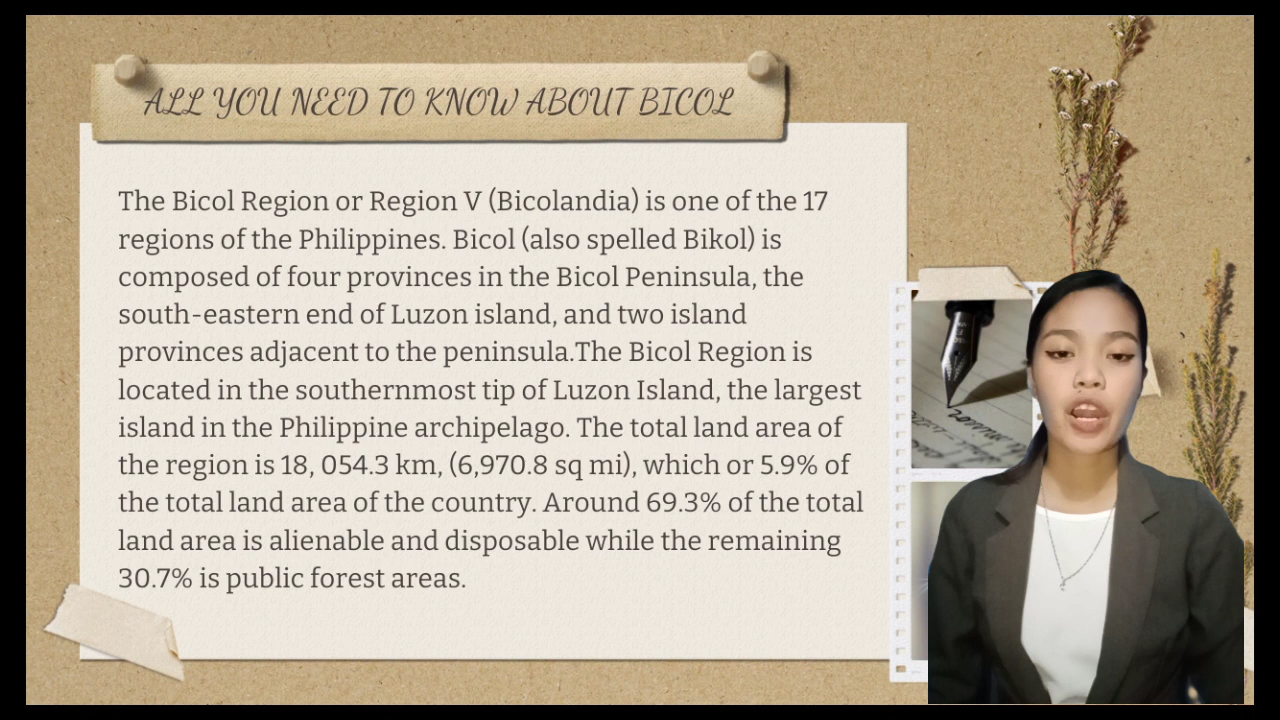 ALL YOU NEED TO KNOW ABOUT BICOL
The Bicol Region or Region V (Bicolandia) is one of the 17
regions of the Philippines. Bicol (also spelled Bikol) is
composed of four provinces in the Bicol Peninsula, the
south-eastern end of Luzon island, and two island
provinces adjacent to the peninsula.The Bicol Region is
located in the southernmost tip of Luzon Island, the largest
island in the Philippine archipelago. The total land area of
the region is 18, 054.3 km, (6,970.8 sq mi), which or 5.9% of
the total land area of the country. Around 69.3% of the total
land area is alienable and disposable while the remaining
30.7% is public forest areas.